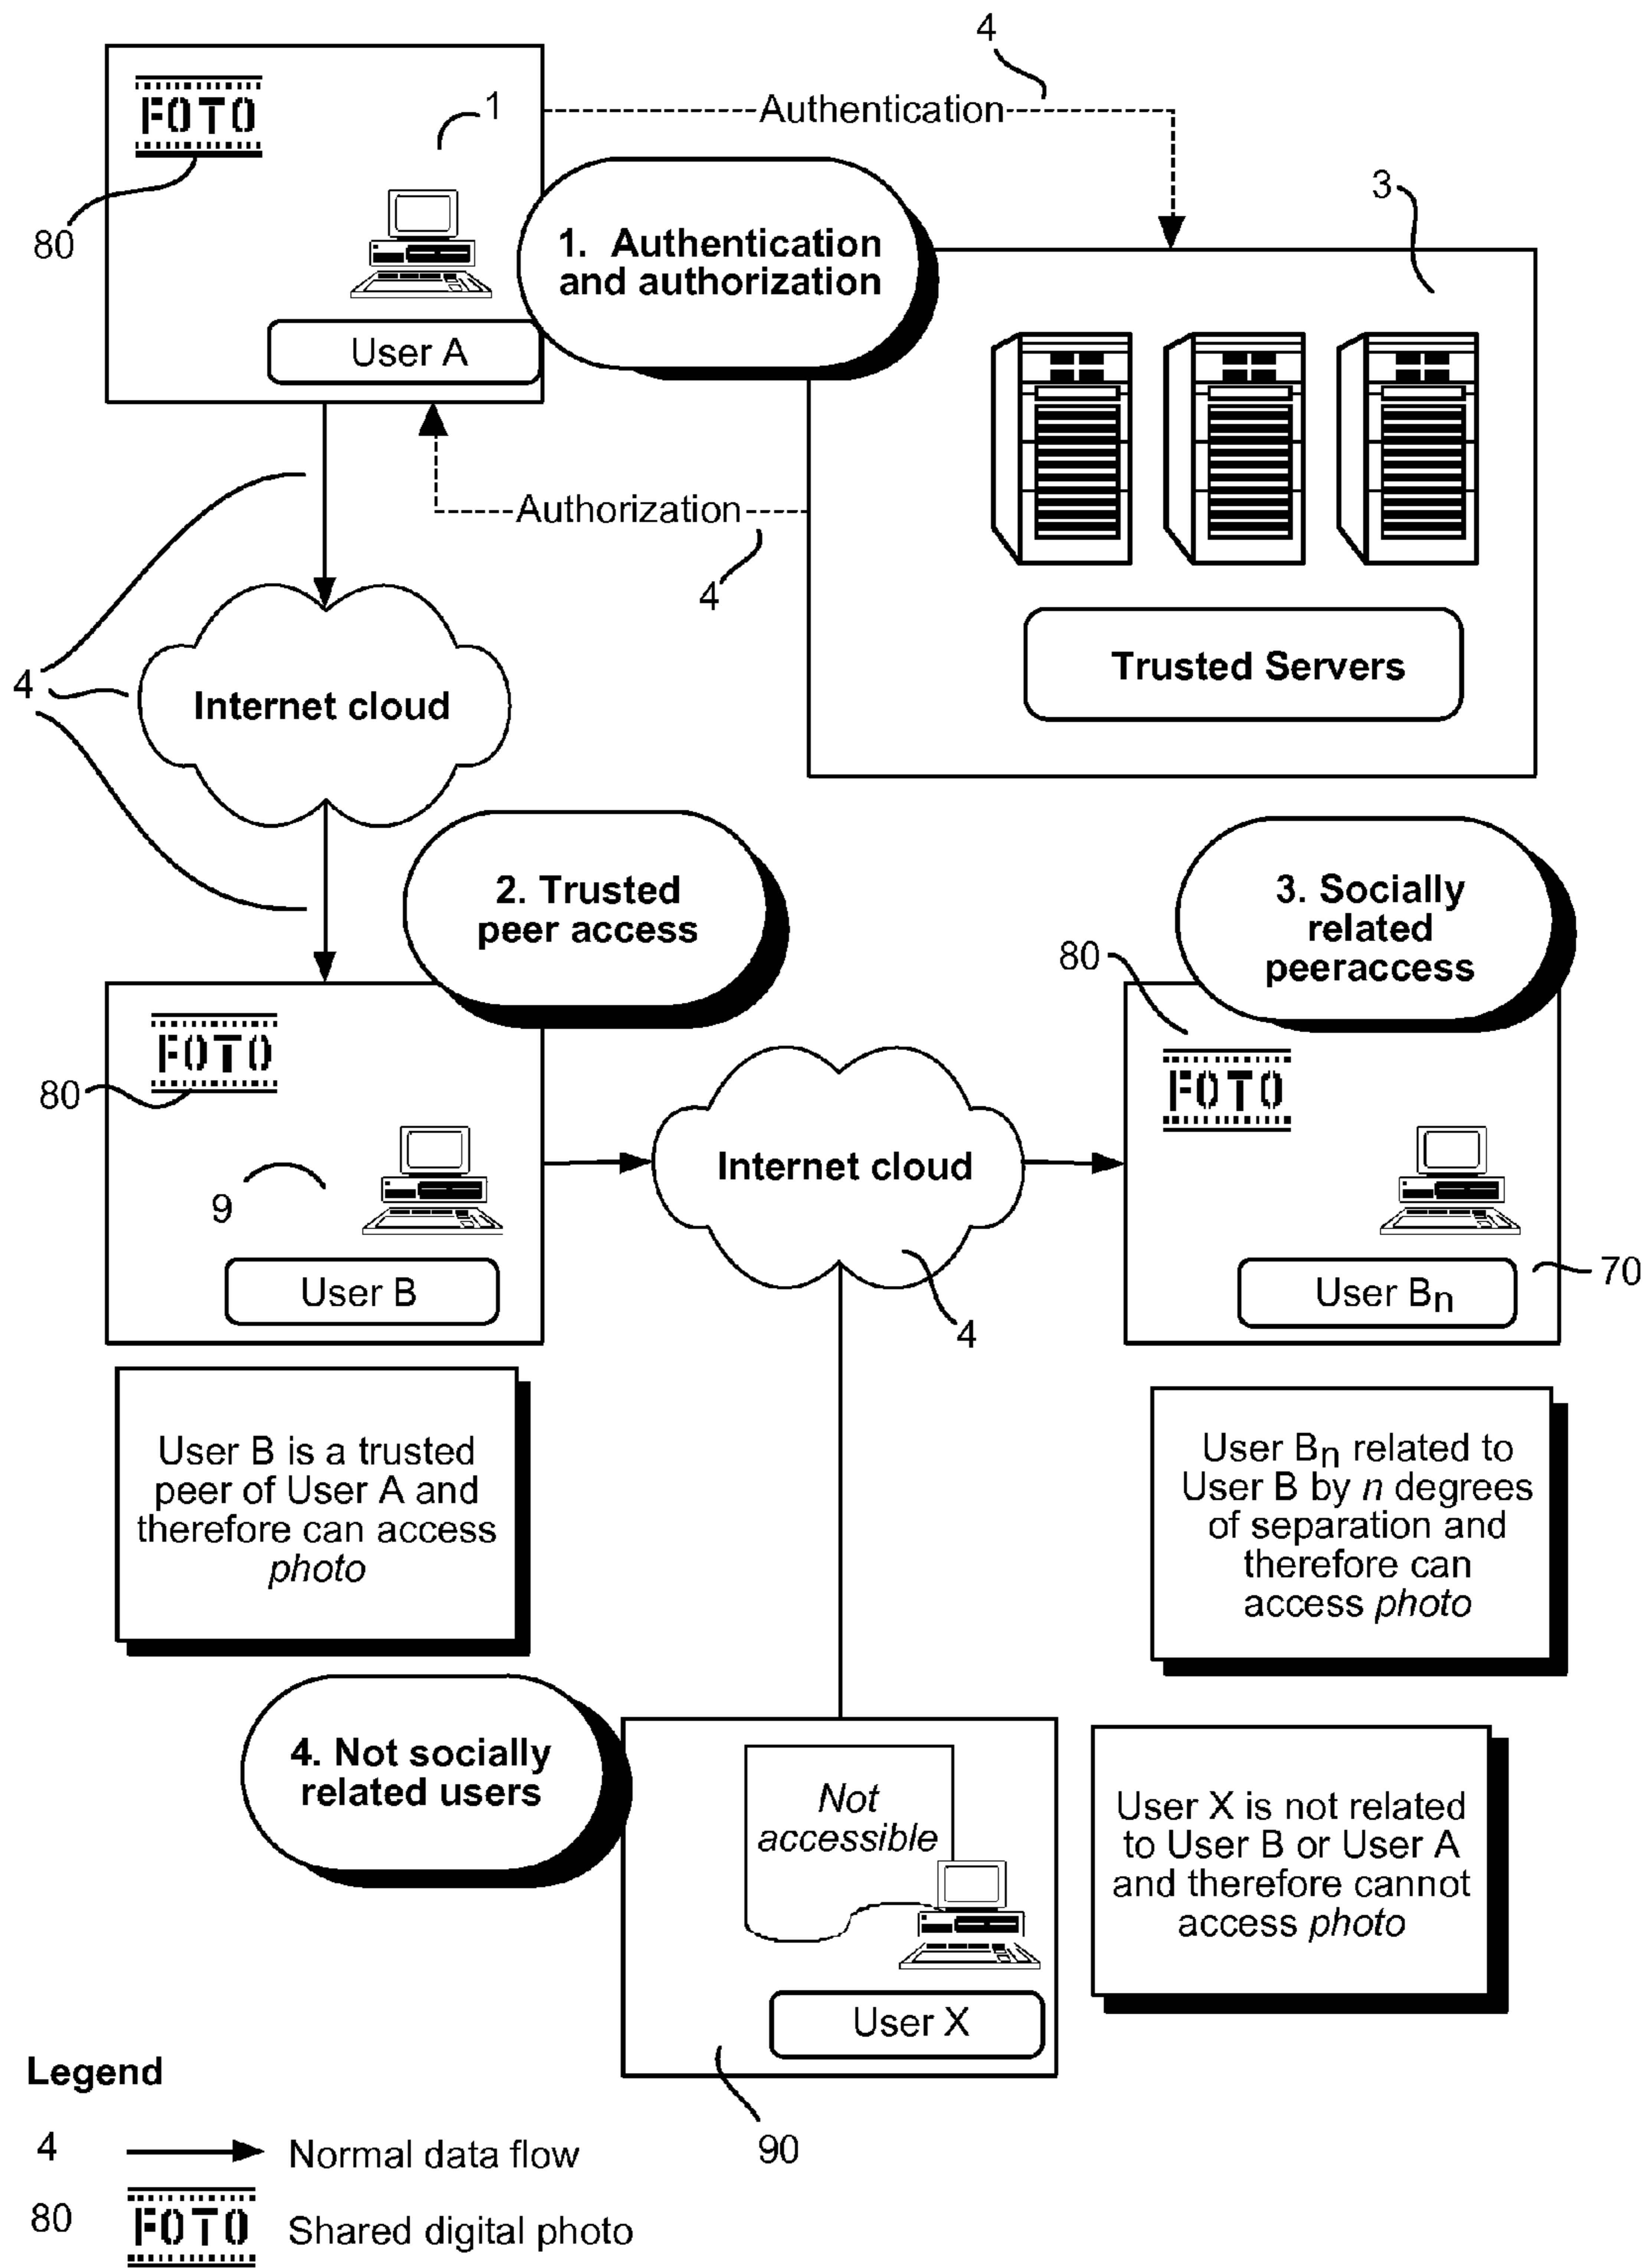 4
FOTO
1
Authentication
80
3
1. Authentication
and authorization
User A
Authorization
4
4
Internet cloud
Trusted Servers
2. Trusted
peer access
3. Socially
related
peeraccess
80
FOTO
80
FOTO
Internet cloud
9
User B
4
User Bn
70
User B is a trusted
peer of User A and
therefore can access
photo
User Bn related to
User B by n degrees
of separation and
therefore can
access photo
4. Not socially
related users
Not
accessible
User X is not related
to User B or User A
and therefore cannot
access photo
User X
90
Legend
4 Normal data flow
80 FOTO Shared digital photo